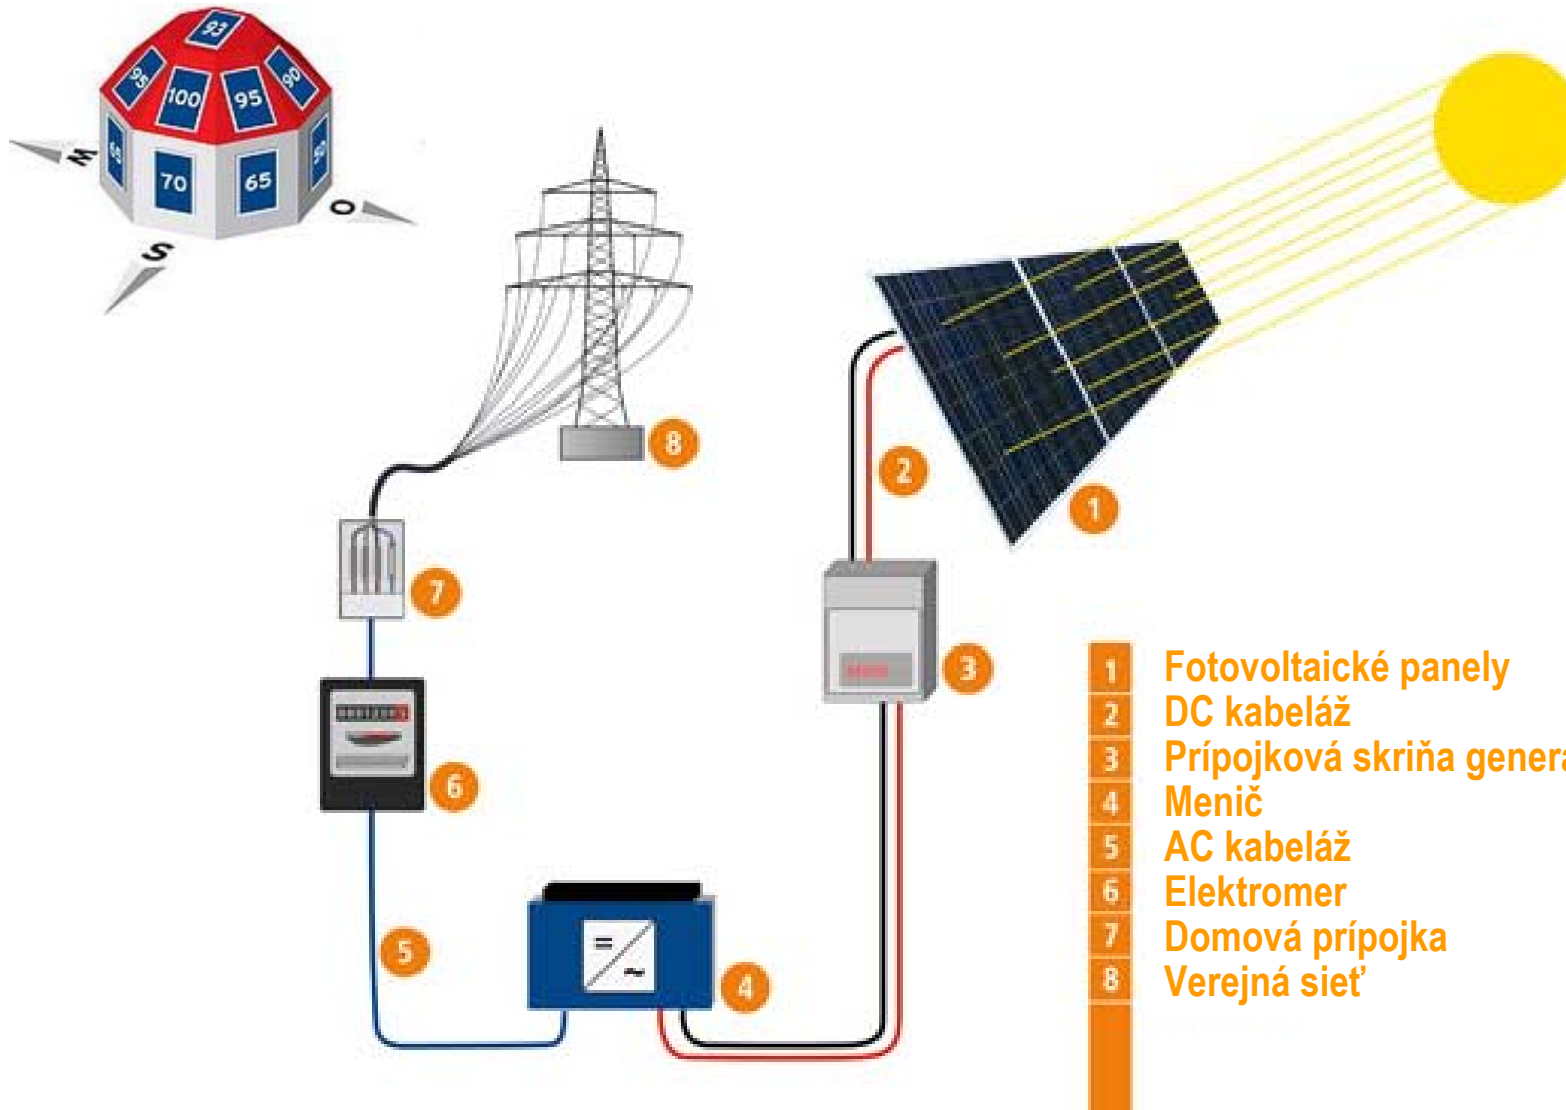 93
95
100
95
90
65
70
65
50
W
O
S
8
2
1
7
3
6
5
4
= ~
1 Fotovoltaické panely
2 DC kabeláž
3 Prípojková skriňa genera
4 Menič
5 AC kabeláž
6 Elektromer
7 Domová prípojka
8 Verejná sieť